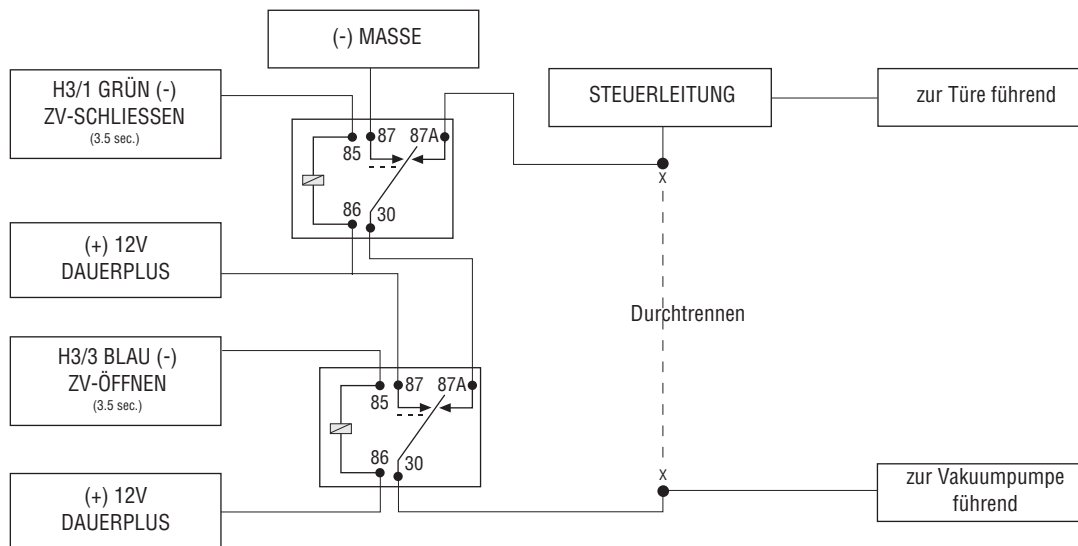 (-) MASSE
H3/1 GRÜN (-)
ZV-SCHLIESSEN
(3.5 sec.)
STEUERLEITUNG
zur Türe führend
87 87A
85
X
86 30
(+) 12V
DAUERPLUS
Durchtrennen
H3/3 BLAU (-)
ZV-ÖFFNEN
(3.5 sec.)
87 87A
85
86 30
X
(+) 12V
DAUERPLUS
zur Vakuumpumpe
führend